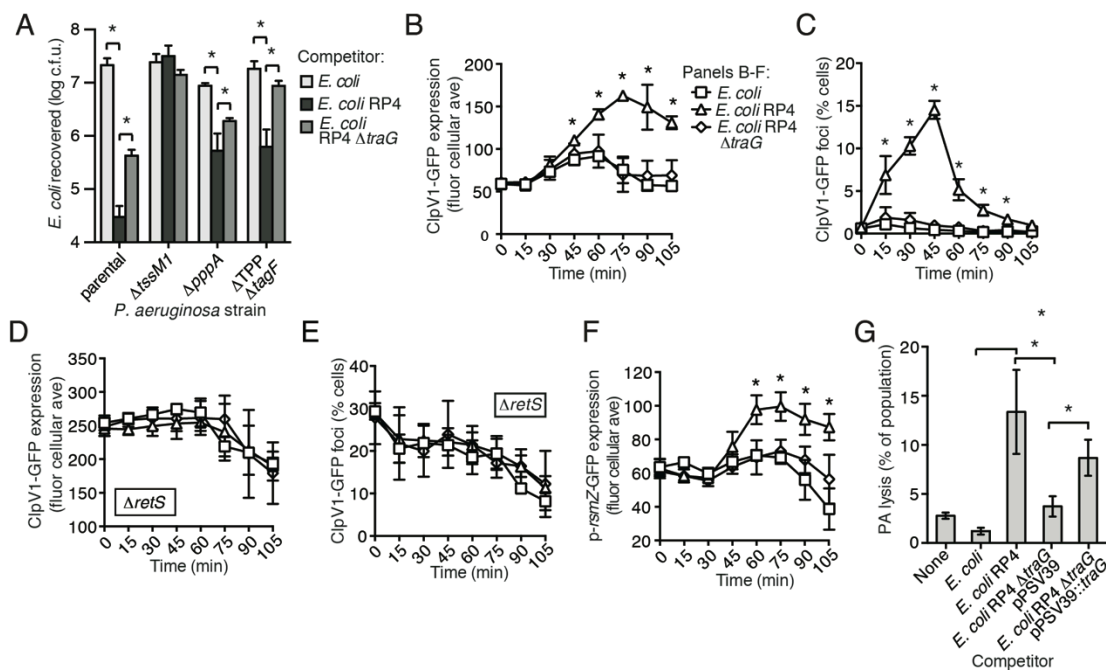 A
E. coli recovered (log c.f.u.)
8
7
6
5
4
parental
ΔtssM1
ΔpppA
ΔTPP
ΔtagF
P. aeruginosa strain
* * * * * *
Competitor:
E. coli
E. coli RP4
E. coli
RP4 ΔtraG
B
ClpV1-GFP expression
(fluor cellular ave)
200
150
100
50
0
* * * * *
0 15 30 45 60 75 90 105
Time (min)
Panels B-F:
E. coli
E. coli RP4
E. coli RP4
ΔtraG
C
ClpV1-GFP foci (% cells)
20
15
10
5
0
* * * * * *
0 15 30 45 60 75 90 105
Time (min)
D
ClpV1-GFP expression
(fluor cellular ave)
350
300
250
200
150
100
ΔretS
0 15 30 45 60 75 90 105
Time (min)
E
ClpV1-GFP foci (% cells)
40
30
20
10
0
ΔretS
0 15 30 45 60 75 90 105
Time (min)
F
p-rsmZ-GFP expression
(fluor cellular ave)
140
120
100
80
60
40
20
* * * *
0 15 30 45 60 75 90 105
Time (min)
G
PA lysis (% of population)
20
15
10
5
0
*
*
*
None
E. coli
E. coli RP4
E. coli RP4 ΔtraG
pPSV39
E. coli RP4 ΔtraG
pPSV39::traG
Competitor